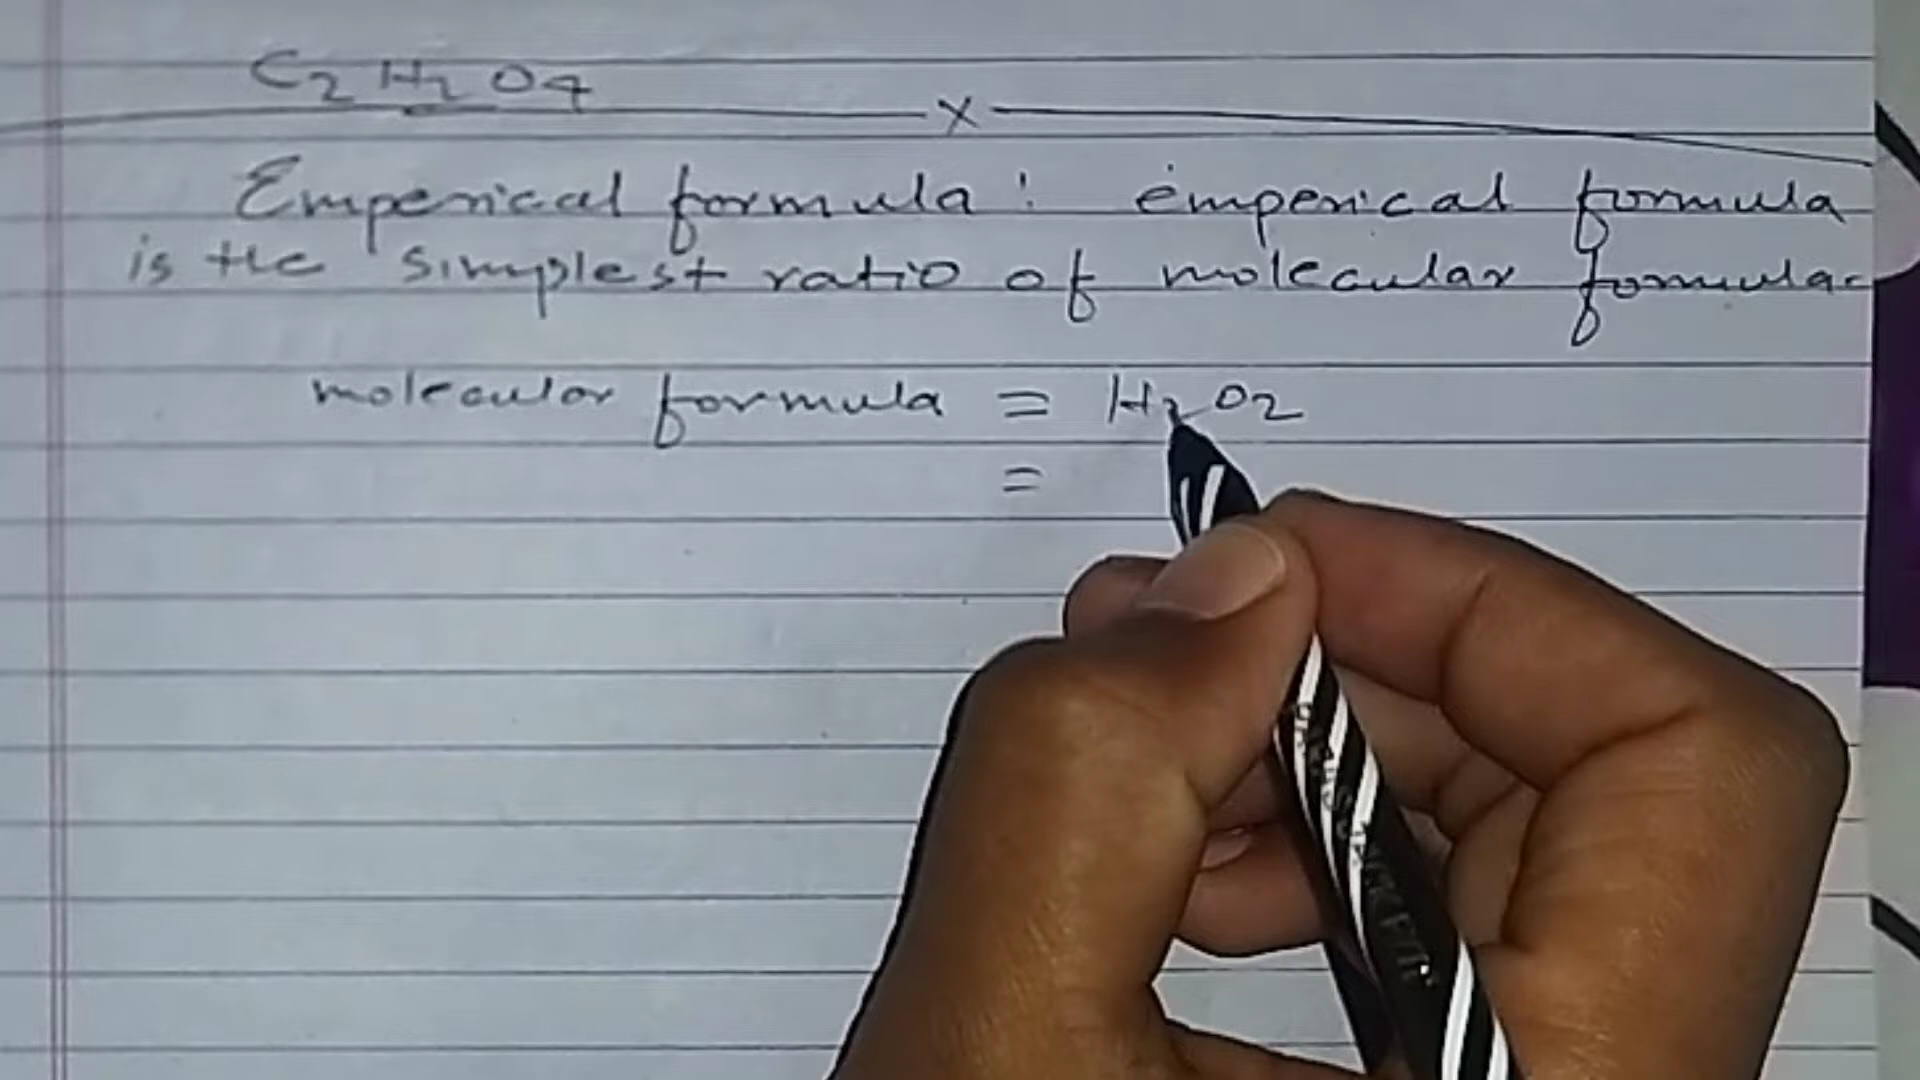 C2H2O4
x
Emperical formula: emperical formula
is the simplest ratio of molecular formula.
molecular formula = H2O2
=